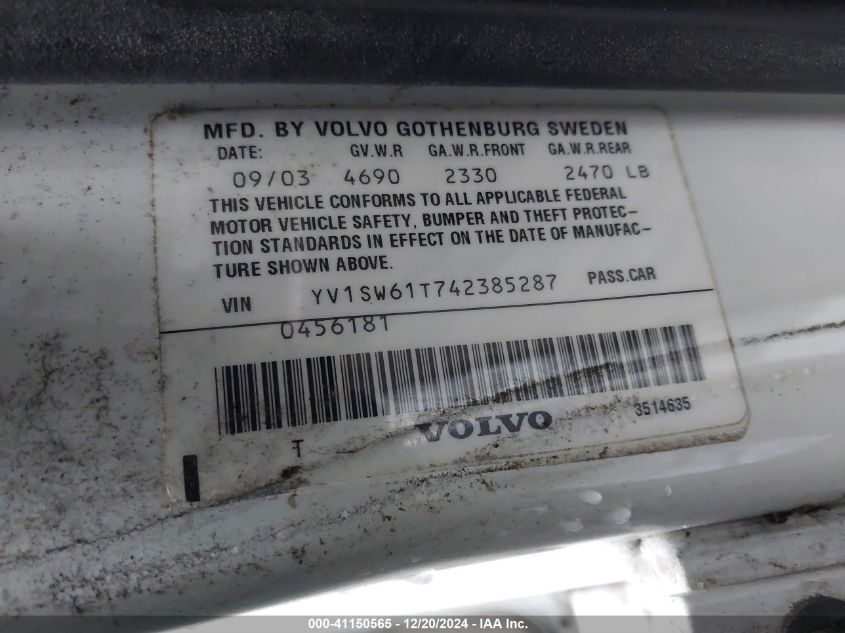 MFD. BY VOLVO GOTHENBURG SWEDEN
DATE: GV.W.R GA.W.R.FRONT GA.W.R.REAR
09/03 4690 2330 2470 LB
THIS VEHICLE CONFORMS TO ALL APPLICABLE FEDERAL
MOTOR VEHICLE SAFETY, BUMPER AND THEFT PROTEC-
TION STANDARDS IN EFFECT ON THE DATE OF MANUFAC-
TURE SHOWN ABOVE.
VIN YV1SW61T742385287 PASS.CAR
0456181
VOLVO 3514635
T
000-41150565 - 12/20/2024 - IAA Inc.